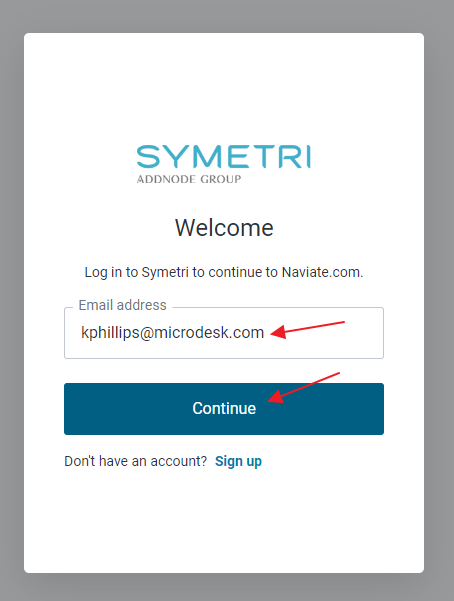 SYMETRI
ADDNODE GROUP
Welcome
Log in to Symetri to continue to Naviate.com.
Email address
kphillips@microdesk.com
Continue
Don't have an account? Sign up